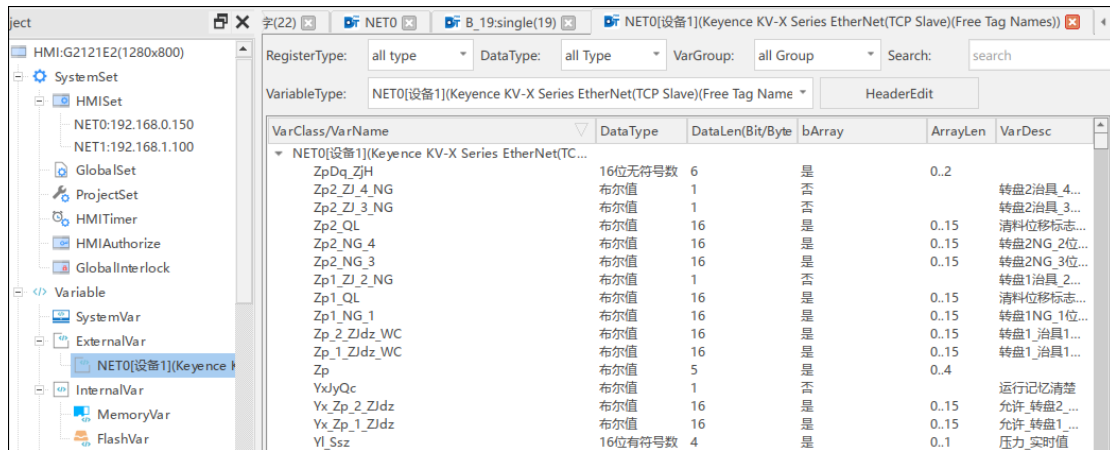 ject
字(22) NET0 B_19:single(19) NET0[设备1](Keyence KV-X Series EtherNet(TCP Slave)(Free Tag Names))
HMI:G2121E2(1280x800)
SystemSet
HMISet
NET0:192.168.0.150
NET1:192.168.1.100
GlobalSet
ProjectSet
HMITimer
HMIAuthorize
GlobalInterlock
Variable
SystemVar
ExternalVar
NET0[设备1](Keyence K
InternalVar
MemoryVar
FlashVar
RegisterType: all type DataType: all Type VarGroup: all Group Search: search
VariableType: NET0[设备1](Keyence KV-X Series EtherNet(TCP Slave)(Free Tag Name HeaderEdit
VarClass/VarName DataType DataLen(Bit/Byte bArray ArrayLen VarDesc
NET0[设备1](Keyence KV-X Series EtherNet(TC...
ZpDq_ZjH 16位无符号数 6 是 0..2
Zp2_ZJ_4_NG 布尔值 1 否 转盘2治具_4...
Zp2_ZJ_3_NG 布尔值 1 否 转盘2治具_3...
Zp2_QL 布尔值 16 是 0..15 清料位移标志...
Zp2_NG_4 布尔值 16 是 0..15 转盘2NG_2位...
Zp2_NG_3 布尔值 16 是 0..15 转盘2NG_3位...
Zp1_ZJ_2_NG 布尔值 1 否 转盘1治具_2...
Zp1_QL 布尔值 16 是 0..15 清料位移标志...
Zp1_NG_1 布尔值 16 是 0..15 转盘1NG_1位...
Zp_2_ZJdz_WC 布尔值 16 是 0..15 转盘1_治具1...
Zp_1_ZJdz_WC 布尔值 16 是 0..15 转盘1_治具1...
Zp 布尔值 5 是 0..4
YxJyQc 布尔值 1 否 运行记忆清楚
Yx_Zp_2_ZJdz 布尔值 16 是 0..15 允许_转盘2_...
Yx_Zp_1_ZJdz 布尔值 16 是 0..15 允许_转盘1_...
Yl_Ssz 16位有符号数 4 是 0..1 压力_实时值